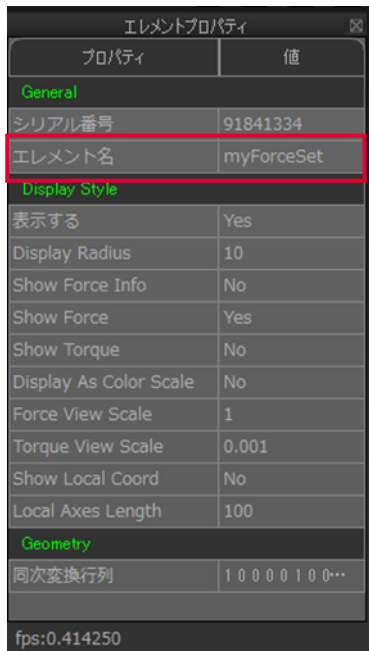 エレメントプロパティ
プロパティ 値
General
シリアル番号 91841334
エレメント名 myForceSet
Display Style
表示する Yes
Display Radius 10
Show Force Info No
Show Force Yes
Show Torque No
Display As Color Scale No
Force View Scale 1
Torque View Scale 0.001
Show Local Coord No
Local Axes Length 100
Geometry
同次変換行列 1 0 0 0 0 1 0 0…
fps:0.414250